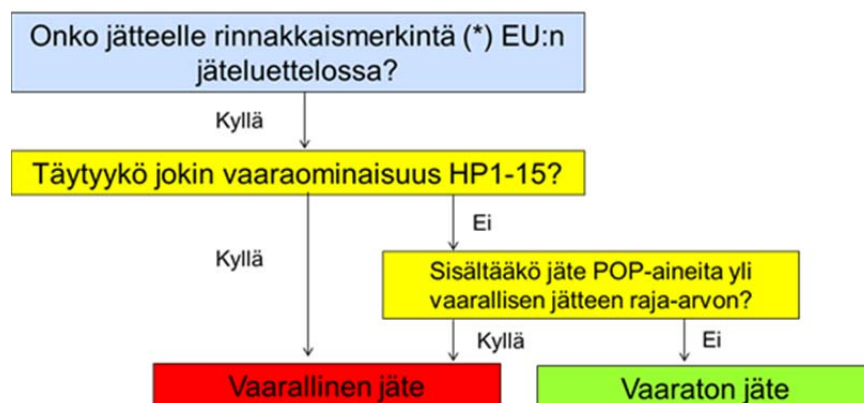 Onko jätteelle rinnakkaismerkintä (*) EU:n
jäteluettelossa?
Kyllä
Täytyykö jokin vaaraominaisuus HP1-15?
Ei
Kyllä
Sisältääkö jäte POP-aineita yli
vaarallisen jätteen raja-arvon?
Kyllä
Ei
Vaarallinen jäte
Vaaraton jäte